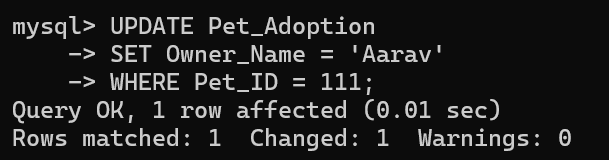 mysql> UPDATE Pet_Adoption
    -> SET Owner_Name = 'Aarav'
    -> WHERE Pet_ID = 111;
Query OK, 1 row affected (0.01 sec)
Rows matched: 1  Changed: 1  Warnings: 0